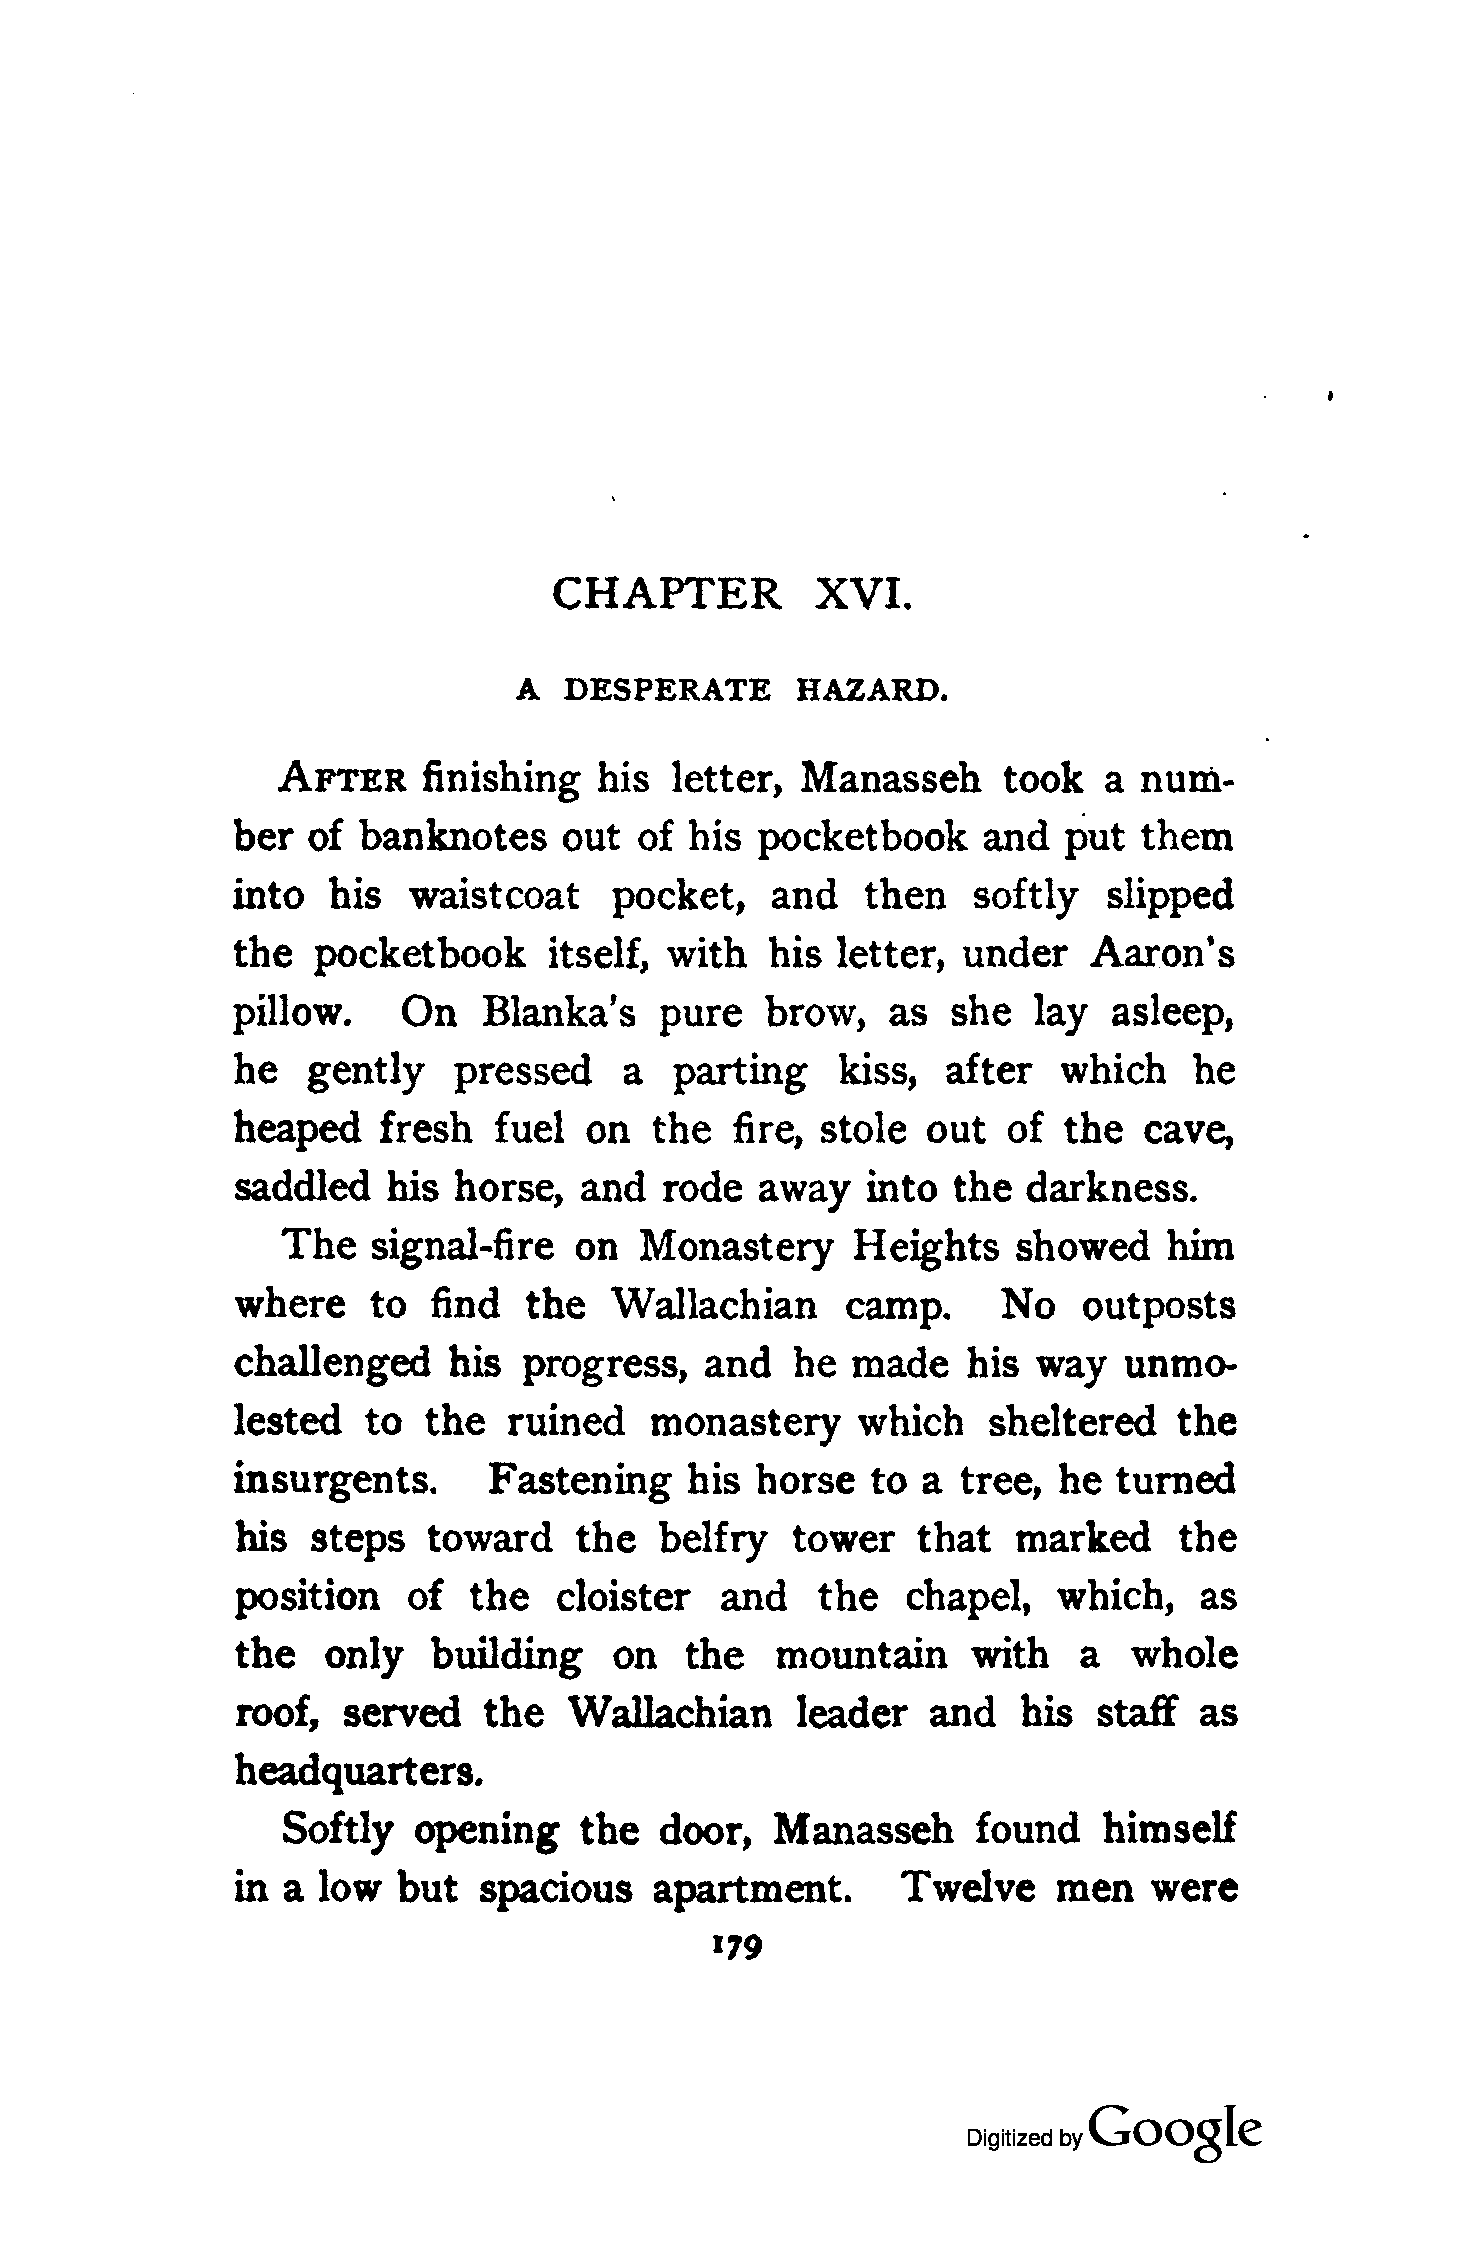 CHAPTER XVI.
A DESPERATE HAZARD.
AFTER finishing his letter, Manasseh took a num-
ber of banknotes out of his pocketbook and put them
into his waistcoat pocket, and then softly slipped
the pocketbook itself, with his letter, under Aaron's
pillow. On Blanka's pure brow, as she lay asleep,
he gently pressed a parting kiss, after which he
heaped fresh fuel on the fire, stole out of the cave,
saddled his horse, and rode away into the darkness.
The signal-fire on Monastery Heights showed him
where to find the Wallachian camp. No outposts
challenged his progress, and he made his way unmo-
lested to the ruined monastery which sheltered the
insurgents. Fastening his horse to a tree, he turned
his steps toward the belfry tower that marked the
position of the cloister and the chapel, which, as
the only building on the mountain with a whole
roof, served the Wallachian leader and his staff as
headquarters.
Softly opening the door, Manasseh found himself
in a low but spacious apartment. Twelve men were
179
Digitized by Google